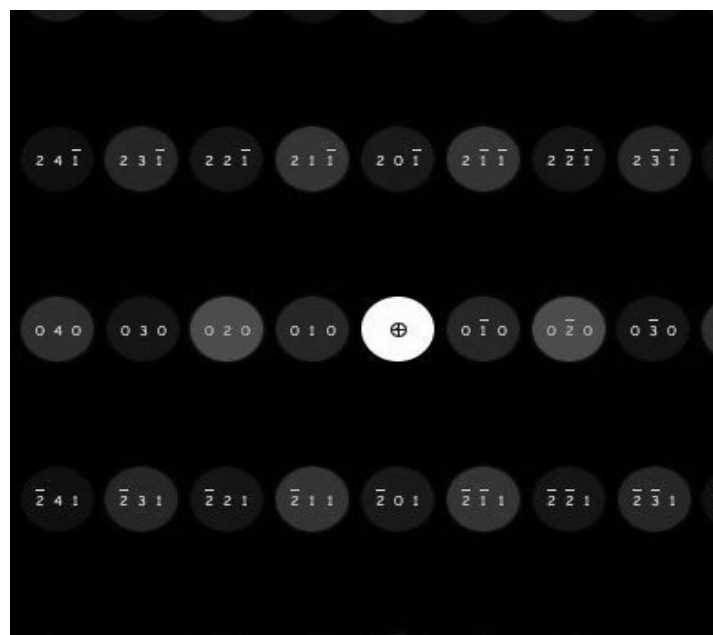 2 4 1̅ 2 3 1̅ 2 2 1̅ 2 1 1̅ 2 0 1̅ 2 1̅ 1̅ 2 2̅ 1̅ 2 3̅ 1̅
0 4 0 0 3 0 0 2 0 0 1 0 0 1̅ 0 0 2̅ 0 0 3̅ 0
2̅ 4 1 2̅ 3 1 2̅ 2 1 2̅ 1 1 2̅ 0 1 2̅ 1̅ 1 2̅ 2̅ 1 2̅ 3̅ 1